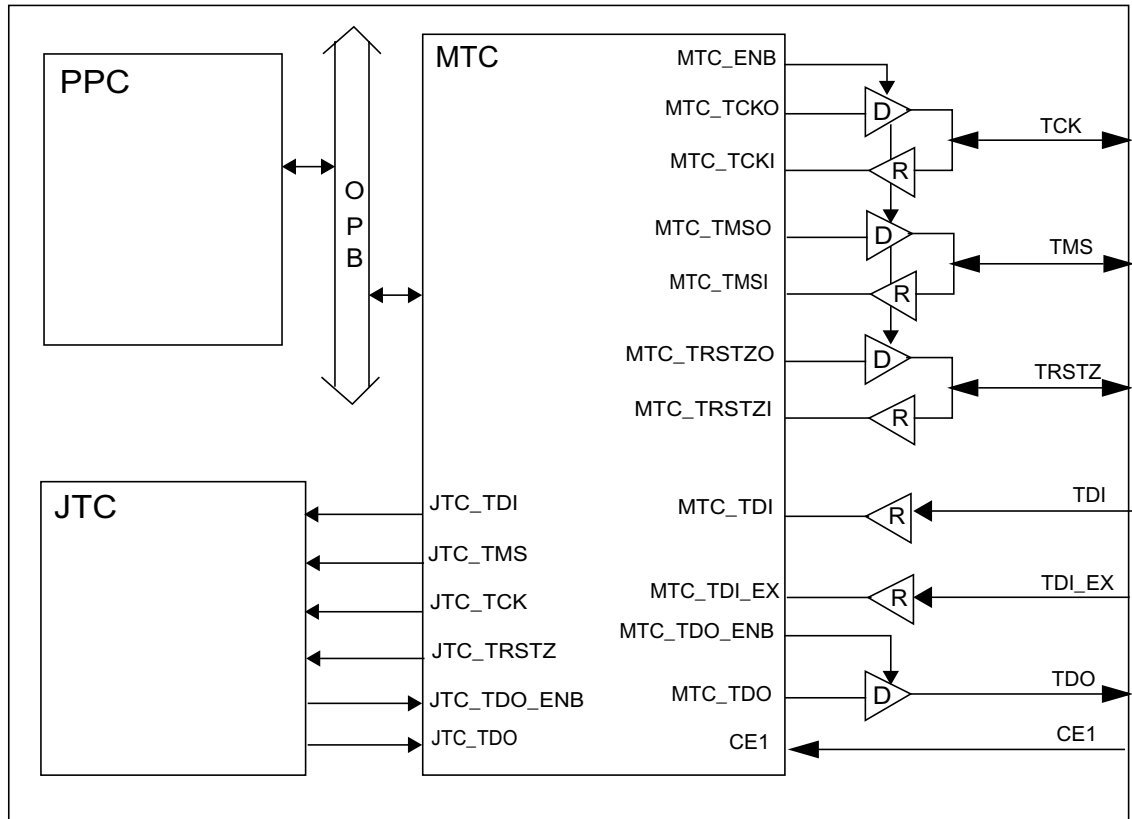 PPC
O
P
B
MTC
MTC_ENB
MTC_TCKO
MTC_TCKI
MTC_TMSO
MTC_TMSI
MTC_TRSTZO
MTC_TRSTZI
MTC_TDI
MTC_TDI_EX
MTC_TDO_ENB
MTC_TDO
CE1
D
R
D
R
D
R
R
R
D
TCK
TMS
TRSTZ
TDI
TDI_EX
TDO
CE1
JTC
JTC_TDI
JTC_TMS
JTC_TCK
JTC_TRSTZ
JTC_TDO_ENB
JTC_TDO